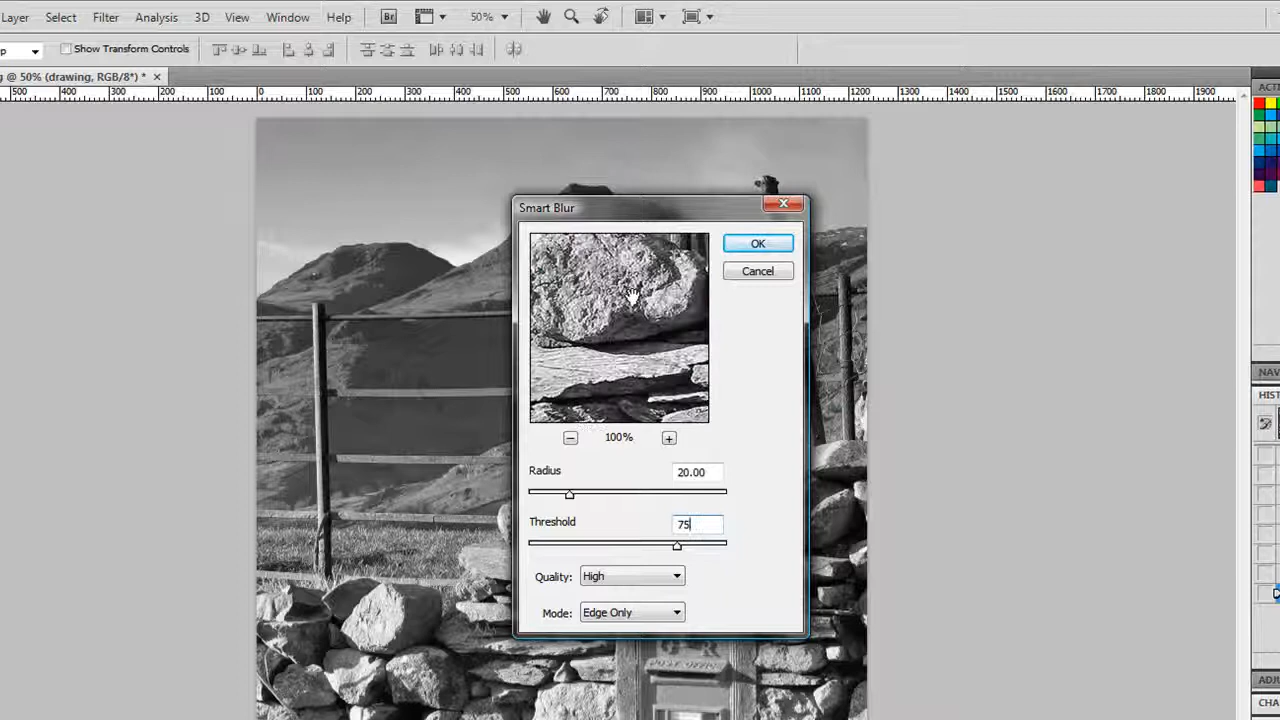 Layer Select Filter Analysis 3D View Window Help Br 50%
p Show Transform Controls
g @ 50% (drawing, RGB/8*) *
500 400 300 200 100 0 100 200 300 400 500 600 700 800 900 1000 1100 1200 1300 1400 1500 1600 1700 1800 1900
ACTI
Smart Blur
OK
Cancel
NAV
HIST
100%
Radius 20.00
Threshold 75
Quality: High
Mode: Edge Only
G R
ADJU
CHA